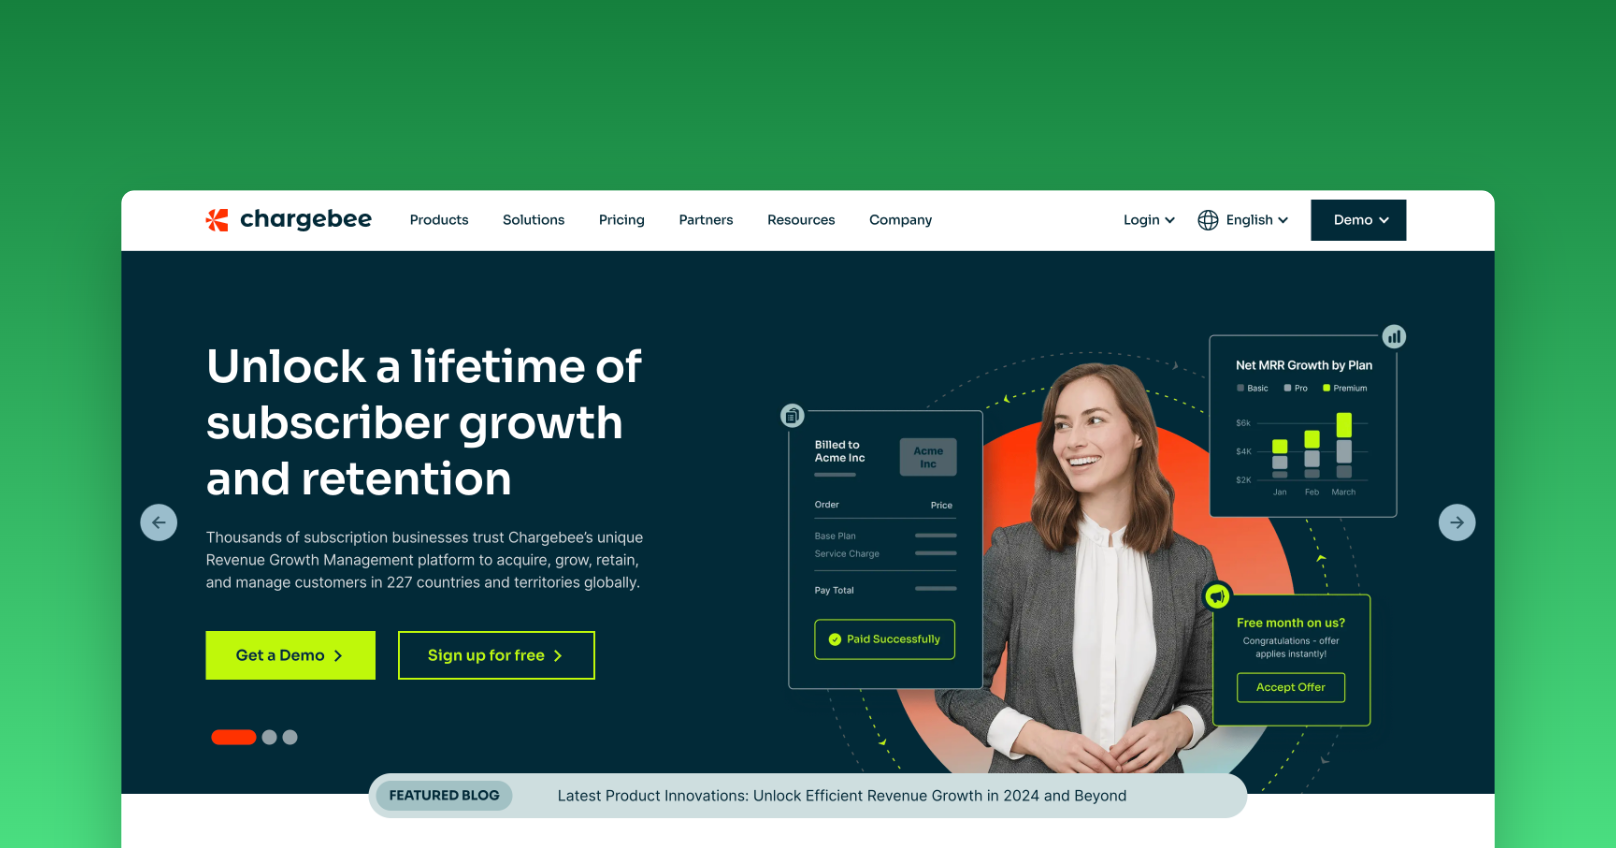 chargebee
Products
Solutions
Pricing
Partners
Resources
Company
Login
English
Demo
Unlock a lifetime of
subscriber growth
and retention
Thousands of subscription businesses trust Chargebee's unique
Revenue Growth Management platform to acquire, grow, retain,
and manage customers in 227 countries and territories globally.
Get a Demo
Sign up for free
Billed to
Acme Inc
Acme
Inc
Order
Price
Base Plan
Service Charge
Pay Total
Paid Successfully
Net MRR Growth by Plan
Basic
Pro
Premium
$6k
$4K
$2K
Jan
Feb
March
Free month on us?
Congratulations - offer
applies instantly!
Accept Offer
FEATURED BLOG
Latest Product Innovations: Unlock Efficient Revenue Growth in 2024 and Beyond